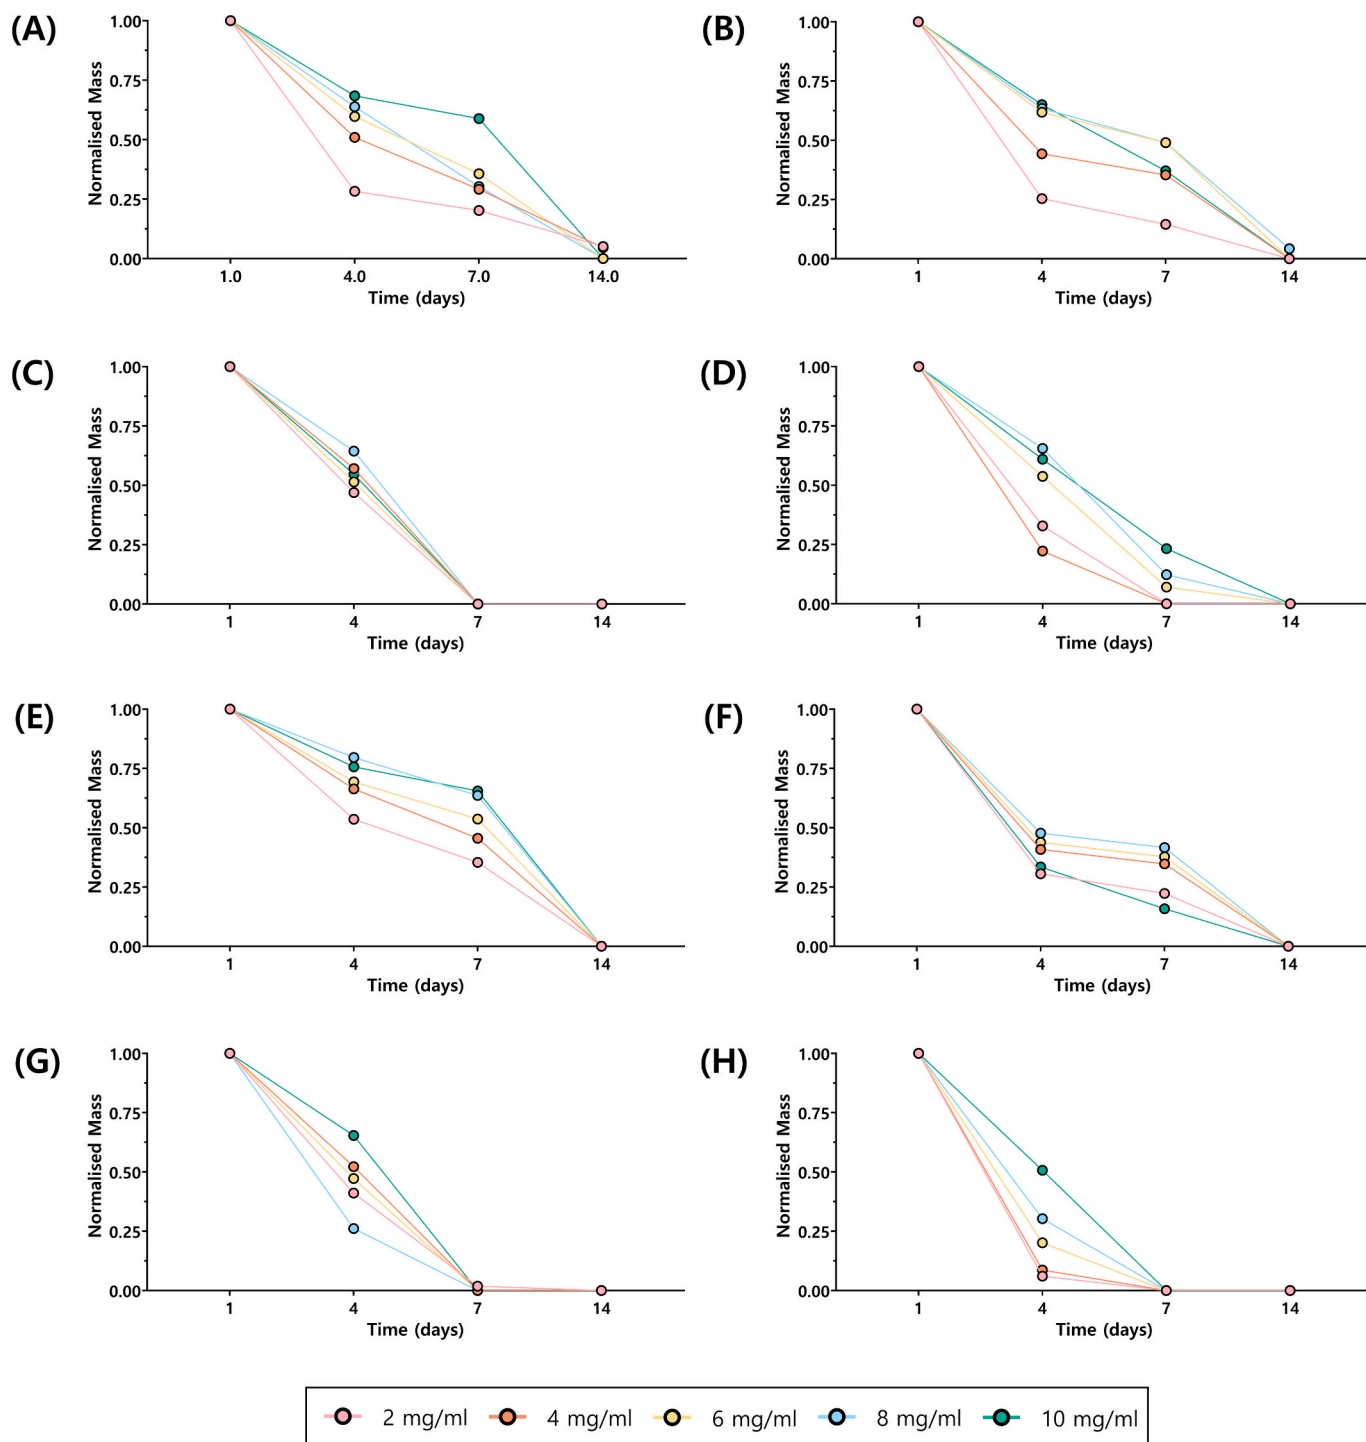 (A)
Normalised Mass
1.00
0.75
0.50
0.25
0.00
1.0 4.0 7.0 14.0
Time (days)
(B)
Normalised Mass
1.00
0.75
0.50
0.25
0.00
1 4 7 14
Time (days)
(C)
Normalised Mass
1.00
0.75
0.50
0.25
0.00
1 4 7 14
Time (days)
(D)
Normalised Mass
1.00
0.75
0.50
0.25
0.00
1 4 7 14
Time (days)
(E)
Normalised Mass
1.00
0.75
0.50
0.25
0.00
1 4 7 14
Time (days)
(F)
Normalised Mass
1.00
0.75
0.50
0.25
0.00
1 4 7 14
Time (days)
(G)
Normalised Mass
1.00
0.75
0.50
0.25
0.00
1 4 7 14
Time (days)
(H)
Normalised Mass
1.00
0.75
0.50
0.25
0.00
1 4 7 14
Time (days)
2 mg/ml 4 mg/ml 6 mg/ml 8 mg/ml 10 mg/ml